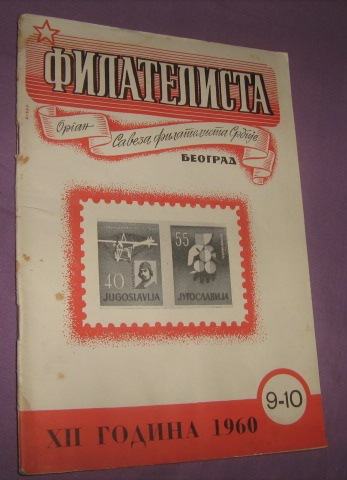 ФИЛАТЕЛИСТА
Орган
Савеза филателиста Србије
БЕОГРАД
40
JUGOSLAVIJA
55
ЈУГОСЛАВИЈА
9-10
XII ГОДИНА 1960